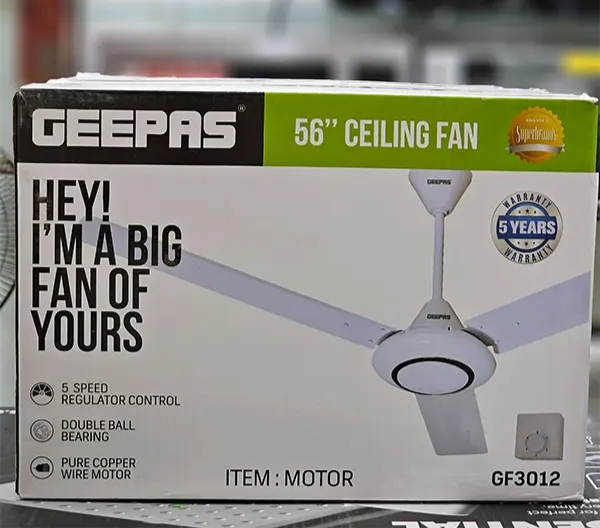 GEEPAS®
56" CEILING FAN
Superbrands
HEY!
I'M A BIG
FAN OF
YOURS
GEEPAS
GEEPAS
WARRANTY
5 YEARS
WARRANTY
5 SPEED
REGULATOR CONTROL
DOUBLE BALL
BEARING
PURE COPPER
WIRE MOTOR
ITEM : MOTOR
GF3012